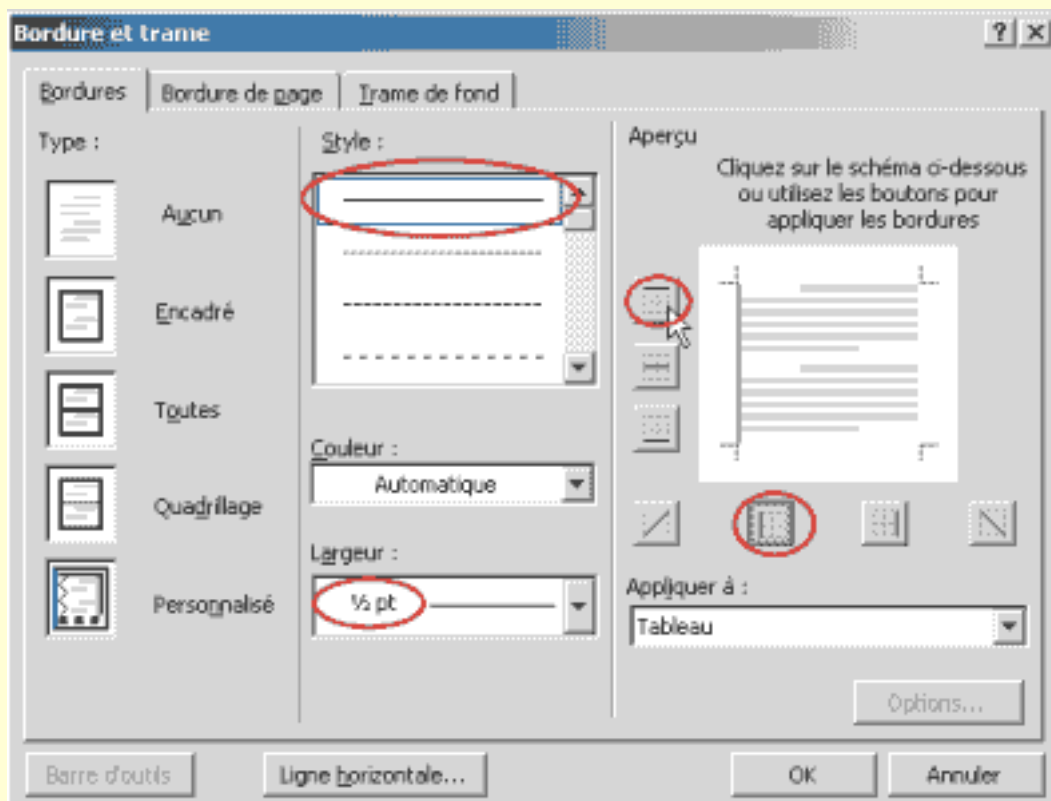 Bordure et trame
Bordures
Bordure de page
Trame de fond
Type :
Aucun
Encadré
Toutes
Quadrillage
Personnalisé
Style :
Couleur :
Automatique
Largeur :
½ pt
Aperçu
Cliquez sur le schéma ci-dessous
ou utilisez les boutons pour
appliquer les bordures
Appliquer à :
Tableau
Options...
Barre d'outils
Ligne horizontale...
OK
Annuler